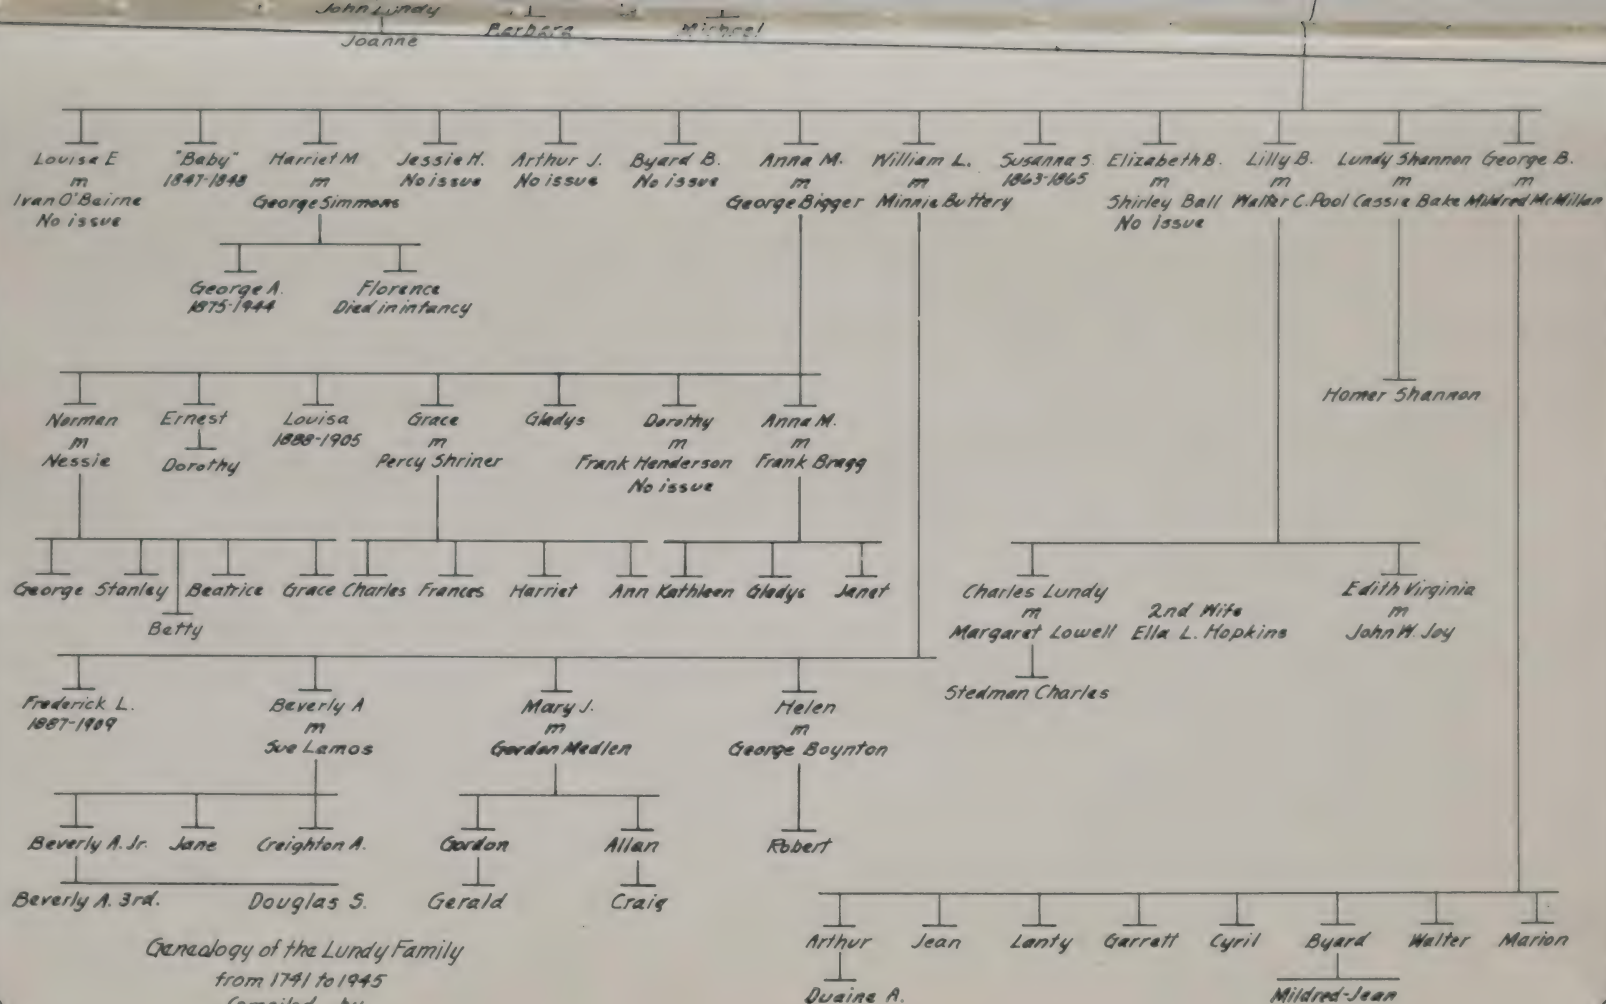 John Lundy
Joanne
Barbara
Michael
Louisa E
m
Ivan O'Beirne
No issue
"Baby"
1847-1848
Harriet M
m
George Simmons
Jessie H.
No issue
Arthur J.
No issue
Byard B.
No issue
Anna M.
m
George Bigger
William L.
m
Minnie Buttery
Susanna S.
1863-1865
Elizabeth B.
m
Shirley Ball
No issue
Lilly B.
m
Walter C. Pool
Lundy Shannon
m
Cassie Bake
George B.
m
Mildred McMillan
George A.
1875-1944
Florence
Died in infancy
Homer Shannon
Norman
m
Nessie
Ernest
Dorothy
Louisa
1888-1905
Grace
m
Percy Shriner
Gladys
Dorothy
m
Frank Henderson
No issue
Anna M.
m
Frank Bragg
George
Stanley
Betty
Beatrice
Grace
Charles
Frances
Harriet
Ann
Kathleen
Gladys
Janet
Charles Lundy
m
Margaret Lowell
2nd Wife
Ella L. Hopkins
Edith Virginia
m
John W. Joy
Stedman Charles
Frederick L.
1887-1909
Beverly A
m
Sue Lamos
Mary J.
m
Gordon Medlen
Helen
m
George Boynton
Beverly A. Jr.
Jane
Creighton A.
Gordon
Allan
Robert
Beverly A. 3rd.
Douglas S.
Gerald
Craig
Arthur
Jean
Lanty
Garrett
Cyril
Byard
Walter
Marion
Duaine A.
Mildred-Jean
Genealogy of the Lundy Family
from 1741 to 1945
Compiled by